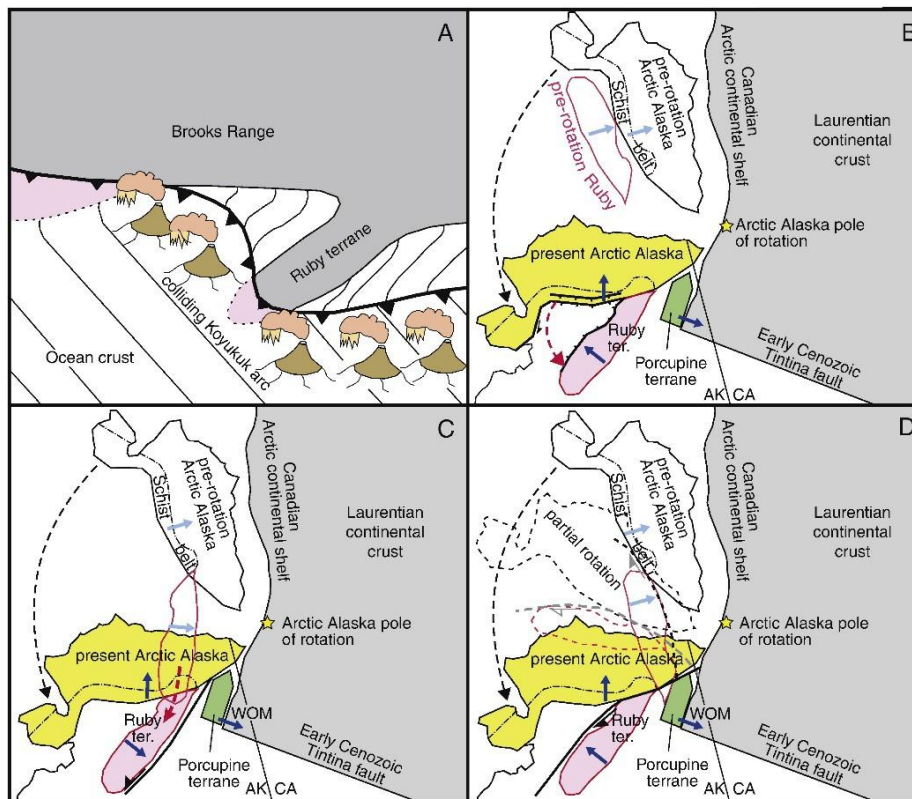 A
Brooks Range
Ruby terrane
colliding Koyukuk arc
Ocean crust
B
pre-rotation
Arctic Alaska
Schist
belt
pre-rotation Ruby
Canadian
Arctic continental shelf
Laurentian
continental
crust
Arctic Alaska pole
of rotation
present Arctic Alaska
Ruby
ter.
Porcupine
terrane
Early Cenozoic
Tintina fault
AK CA
C
pre-rotation
Arctic Alaska
Schist
belt
Canadian
Arctic continental shelf
Laurentian
continental
crust
Arctic Alaska pole
of rotation
present Arctic Alaska
Ruby
ter.
WOM
Porcupine
terrane
Early Cenozoic
Tintina fault
AK CA
D
pre-rotation
Arctic Alaska
Schist
belt
partial rotation
Canadian
Arctic continental shelf
Laurentian
continental
crust
Arctic Alaska pole
of rotation
present Arctic Alaska
Ruby
ter.
WOM
Porcupine
terrane
Early Cenozoic
Tintina fault
AK CA